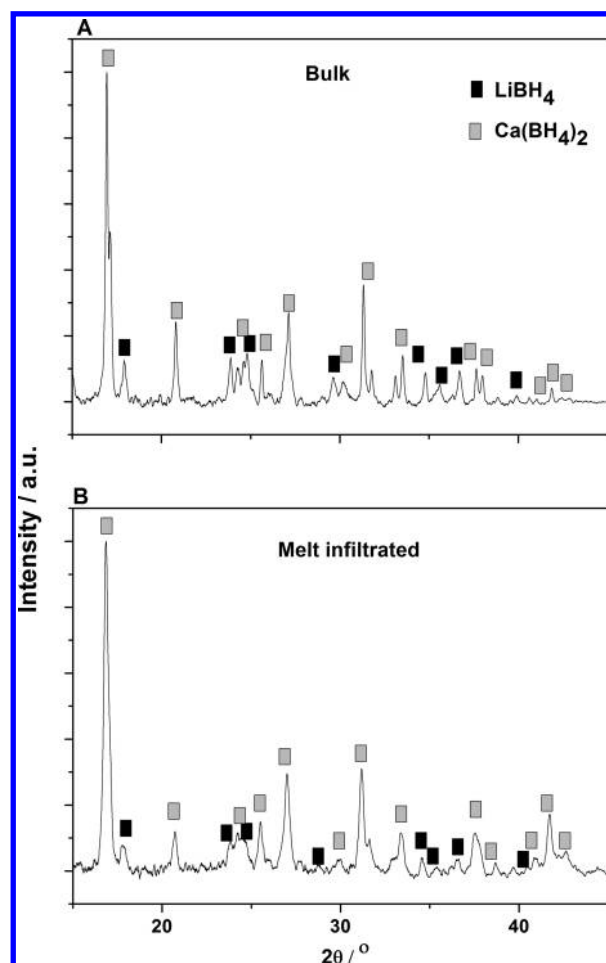 A
Bulk
LiBH4
Ca(BH4)2
B
Melt infiltrated
Intensity / a.u.
20
30
40
2θ / o